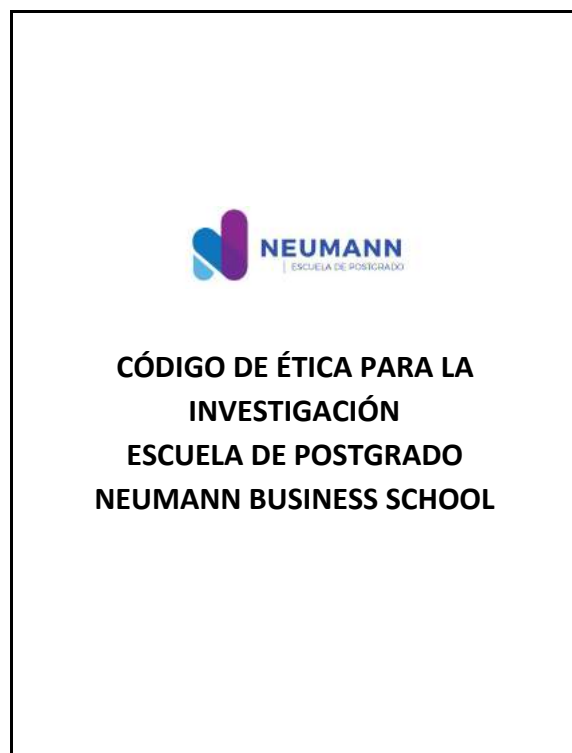 NEUMANN
ESCUELA DE POSTGRADO
CÓDIGO DE ÉTICA PARA LA
INVESTIGACIÓN
ESCUELA DE POSTGRADO
NEUMANN BUSINESS SCHOOL